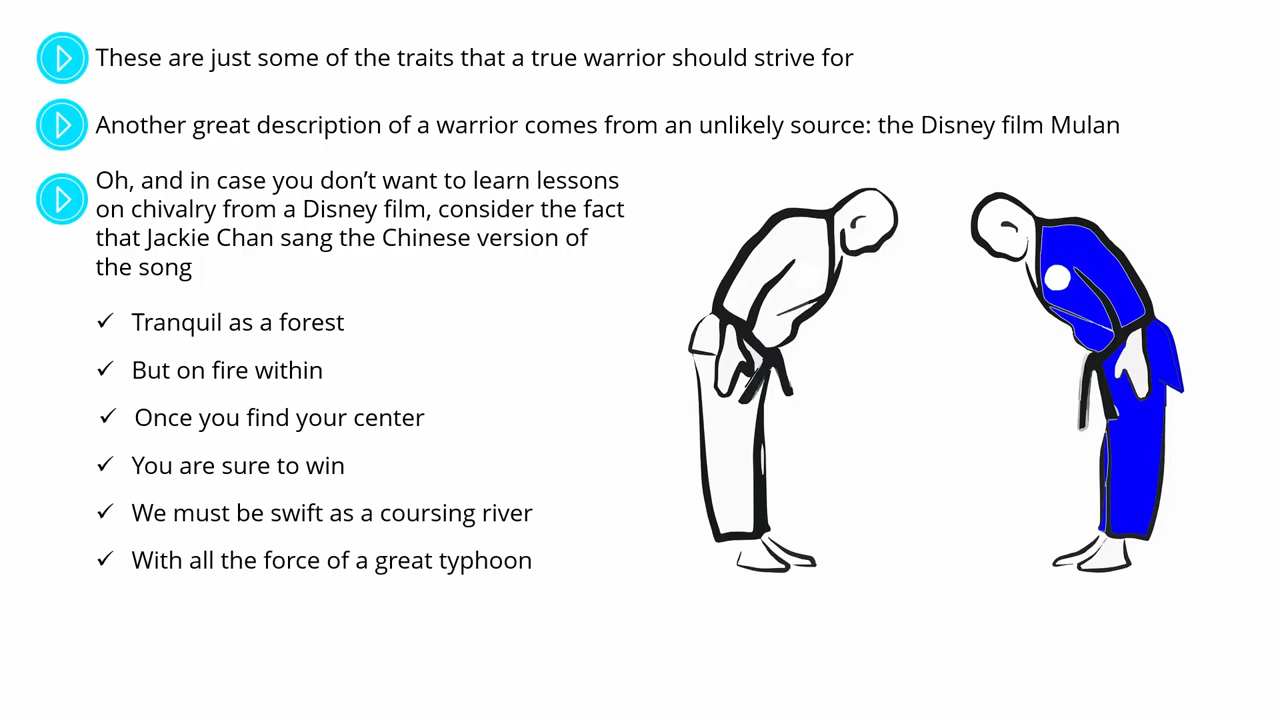 These are just some of the traits that a true warrior should strive for
Another great description of a warrior comes from an unlikely source: the Disney film Mulan
Oh, and in case you don’t want to learn lessons
on chivalry from a Disney film, consider the fact
that Jackie Chan sang the Chinese version of
the song
✓ Tranquil as a forest
✓ But on fire within
✓ Once you find your center
✓ You are sure to win
✓ We must be swift as a coursing river
✓ With all the force of a great typhoon